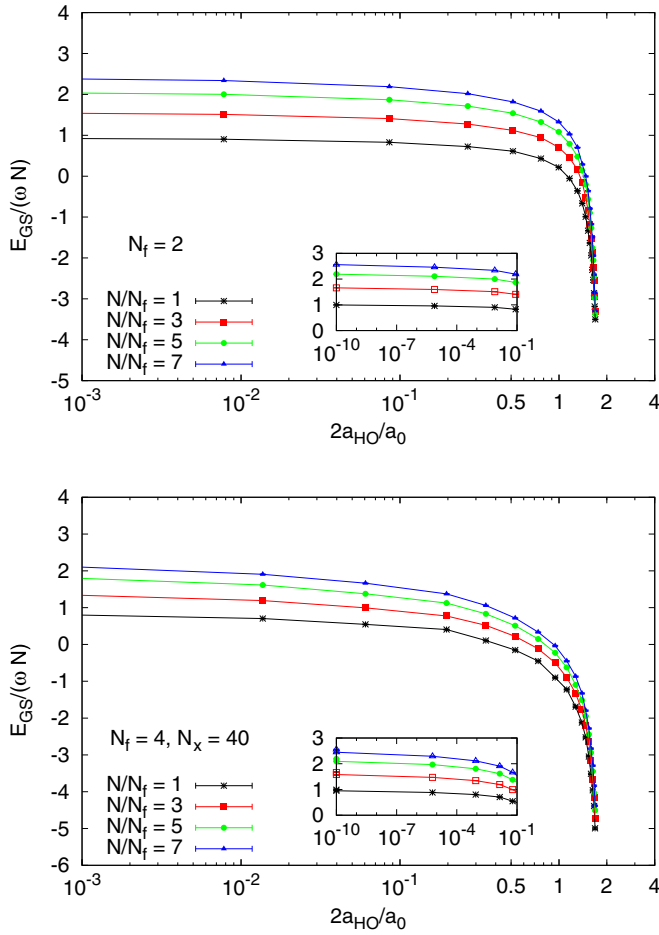 4
3
2
1
0
-1
-2
-3
-4
-5
E_GS/(ω N)
N_f = 2
N/N_f = 1
N/N_f = 3
N/N_f = 5
N/N_f = 7
3
2
1
0
10^-10 10^-7 10^-4 10^-1
10^-3 10^-2 10^-1 0.5 1 2 4
2a_HO/a_0
4
3
2
1
0
-1
-2
-3
-4
-5
-6
E_GS/(ω N)
N_f = 4, N_x = 40
N/N_f = 1
N/N_f = 3
N/N_f = 5
N/N_f = 7
3
2
1
0
10^-10 10^-7 10^-4 10^-1
10^-3 10^-2 10^-1 0.5 1 2 4
2a_HO/a_0